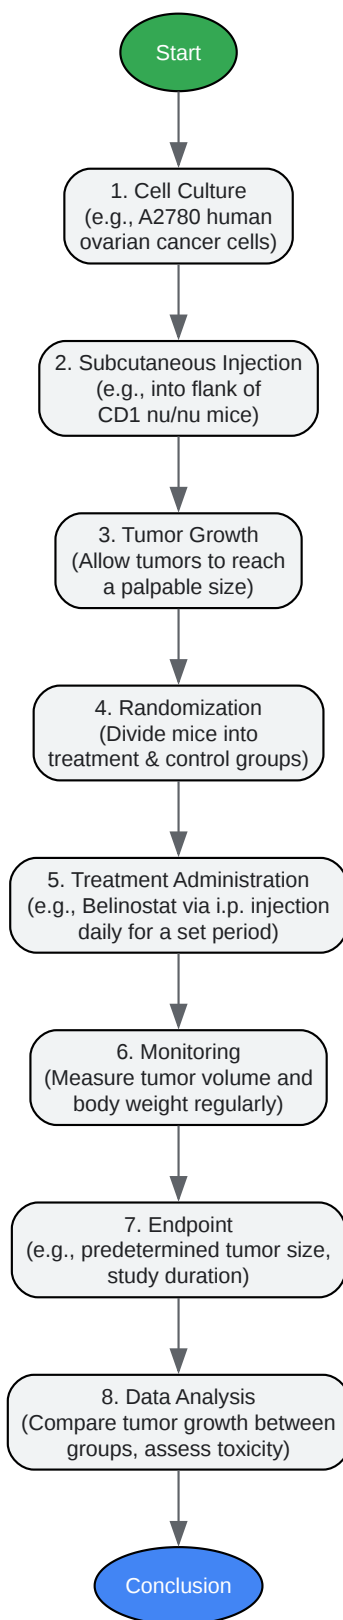 Start
1. Cell Culture
(e.g., A2780 human
ovarian cancer cells)
2. Subcutaneous Injection
(e.g., into flank of
CD1 nu/nu mice)
3. Tumor Growth
(Allow tumors to reach
a palpable size)
4. Randomization
(Divide mice into
treatment & control groups)
5. Treatment Administration
(e.g., Belinostat via i.p. injection
daily for a set period)
6. Monitoring
(Measure tumor volume and
body weight regularly)
7. Endpoint
(e.g., predetermined tumor size,
study duration)
8. Data Analysis
(Compare tumor growth between
groups, assess toxicity)
Conclusion